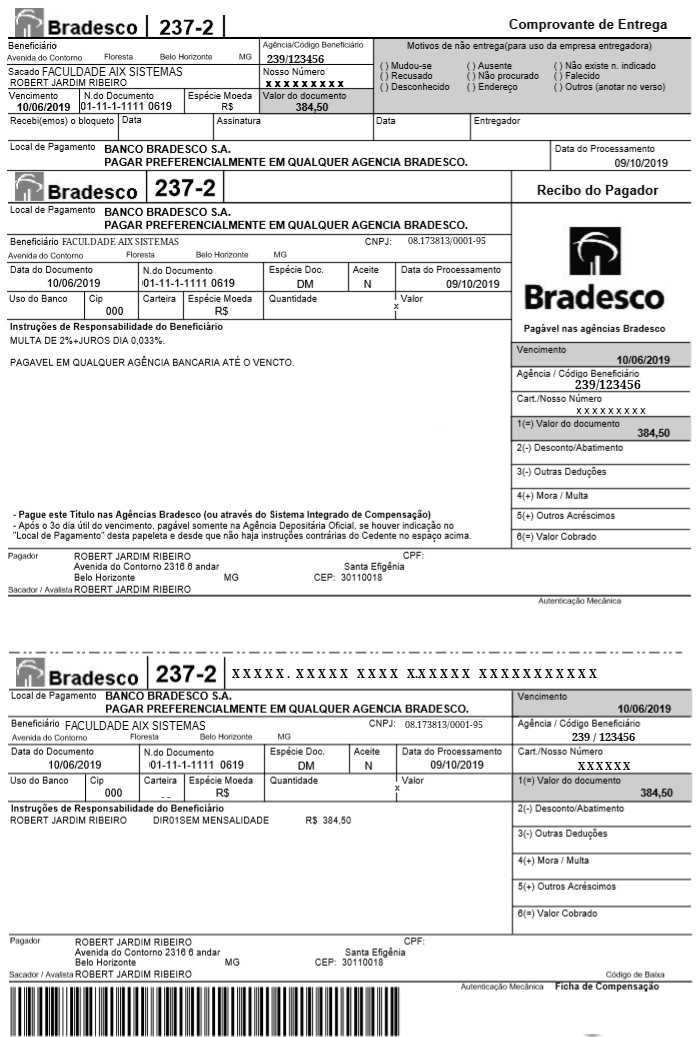 Bradesco 237-2 Comprovante de Entrega
Beneficiário Agência/Código Beneficiário Motivos de não entrega(para uso da empresa entregadora)
Avenida do Contorno Floresta Belo Horizonte MG 239/123456
( ) Mudou-se ( ) Ausente ( ) Não existe n. indicado
Sacado FACULDADE AIX SISTEMAS Nosso Número ( ) Recusado ( ) Não procurado ( ) Falecido
ROBERT JARDIM RIBEIRO X X X X X X X X X ( ) Desconhecido ( ) Endereço ( ) Outros (anotar no verso)
Vencimento N.do Documento Espécie Moeda Valor do documento
10/06/2019 01-11-1-1111 0619 R$ 384,50
Recebi(emos) o bloqueto Data Assinatura Data Entregador
Local de Pagamento BANCO BRADESCO S.A. Data do Processamento
PAGAR PREFERENCIALMENTE EM QUALQUER AGENCIA BRADESCO. 09/10/2019
Bradesco 237-2 Recibo do Pagador
Local de Pagamento BANCO BRADESCO S.A.
PAGAR PREFERENCIALMENTE EM QUALQUER AGENCIA BRADESCO.
Beneficiário FACULDADE AIX SISTEMAS CNPJ: 08.173813/0001-95
Avenida do Contorno Floresta Belo Horizonte MG
Data do Documento N.do Documento Espécie Doc. Aceite Data do Processamento
10/06/2019 01-11-1-1111 0619 DM N 09/10/2019
Uso do Banco Cip Carteira Espécie Moeda Quantidade Valor
000 R$ x
Bradesco
Instruções de Responsabilidade do Beneficiário Pagável nas agências Bradesco
MULTA DE 2%+JUROS DIA 0,033%.
Vencimento
PAGAVEL EM QUALQUER AGÊNCIA BANCARIA ATÉ O VENCTO. 10/06/2019
Agência / Código Beneficiário
239/123456
Cart./Nosso Número
X X X X X X X X X
1(=) Valor do documento
384,50
2(-) Desconto/Abatimento
3(-) Outras Deduções
4(+) Mora / Multa
- Pague este Título nas Agências Bradesco (ou através do Sistema Integrado de Compensação) 5(+) Outros Acréscimos
- Após o 3o dia útil do vencimento, pagável somente na Agência Depositária Oficial, se houver indicação no
"Local de Pagamento" desta papeleta e desde que não haja instruções contrárias do Cedente no espaço acima. 6(=) Valor Cobrado
Pagador ROBERT JARDIM RIBEIRO CPF:
Avenida do Contorno 2316 6 andar Santa Efigênia
Belo Horizonte MG CEP: 30110018
Sacador / Avalista ROBERT JARDIM RIBEIRO
Autenticação Mecânica
Bradesco 237-2 XXXXX. XXXXX XXXX X.XXXXX XXXXXXXXXXX
Local de Pagamento BANCO BRADESCO S.A. Vencimento
PAGAR PREFERENCIALMENTE EM QUALQUER AGENCIA BRADESCO. 10/06/2019
Beneficiário FACULDADE AIX SISTEMAS CNPJ: 08.173813/0001-95 Agência / Código Beneficiário
Avenida do Contorno Floresta Belo Horizonte MG 239 / 123456
Data do Documento N.do Documento Espécie Doc. Aceite Data do Processamento Cart./Nosso Número
10/06/2019 01-11-1-1111 0619 DM N 09/10/2019 XXXXXX
Uso do Banco Cip Carteira Espécie Moeda Quantidade Valor 1(=) Valor do documento
000 - - R$ x 384,50
Instruções de Responsabilidade do Beneficiário 2(-) Desconto/Abatimento
ROBERT JARDIM RIBEIRO DIR01SEM MENSALIDADE R$ 384,50
3(-) Outras Deduções
4(+) Mora / Multa
5(+) Outros Acréscimos
6(=) Valor Cobrado
Pagador ROBERT JARDIM RIBEIRO CPF:
Avenida do Contorno 2316 6 andar Santa Efigênia
Belo Horizonte MG CEP: 30110018
Sacador / Avalista ROBERT JARDIM RIBEIRO Código de Baixa
Autenticação Mecânica Ficha de Compensação